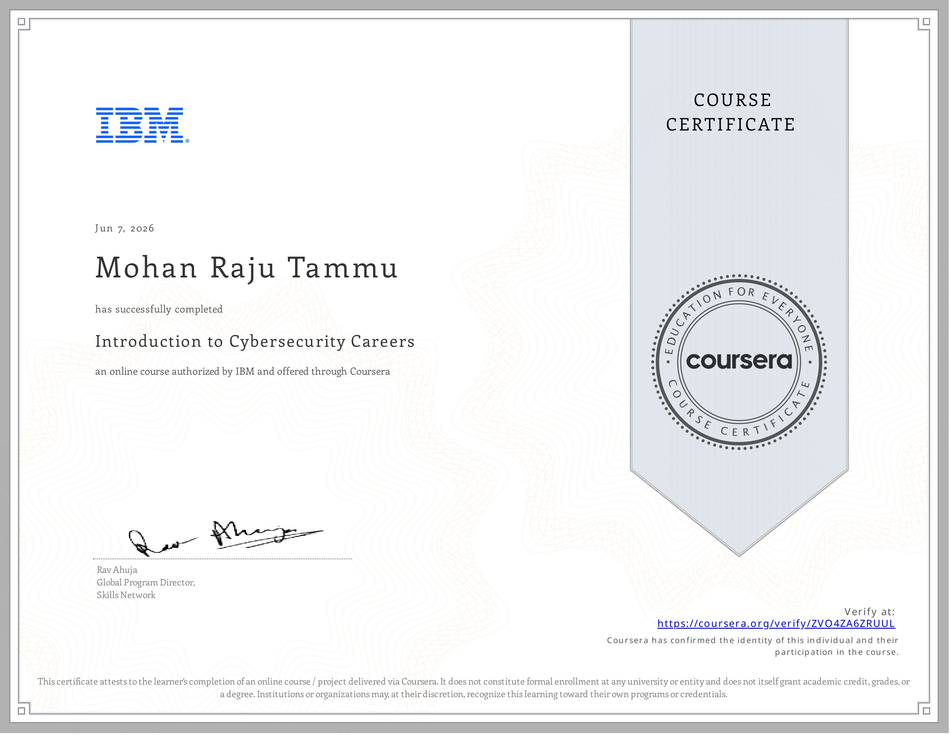 IBM
COURSE
CERTIFICATE
Jun 7, 2026
Mohan Raju Tammu
has successfully completed
Introduction to Cybersecurity Careers
an online course authorized by IBM and offered through Coursera
EDUCATION FOR EVERYONE
coursera
COURSE CERTIFICATE
Rav Ahuja
Rav Ahuja
Global Program Director,
Skills Network
Verify at:
https://coursera.org/verify/ZVO4ZA6ZRUUL
Coursera has confirmed the identity of this individual and their
participation in the course.
This certificate attests to the learner's completion of an online course / project delivered via Coursera. It does not constitute formal enrollment at any university or entity and does not itself grant academic credit, grades, or
a degree. Institutions or organizations may, at their discretion, recognize this learning toward their own programs or credentials.